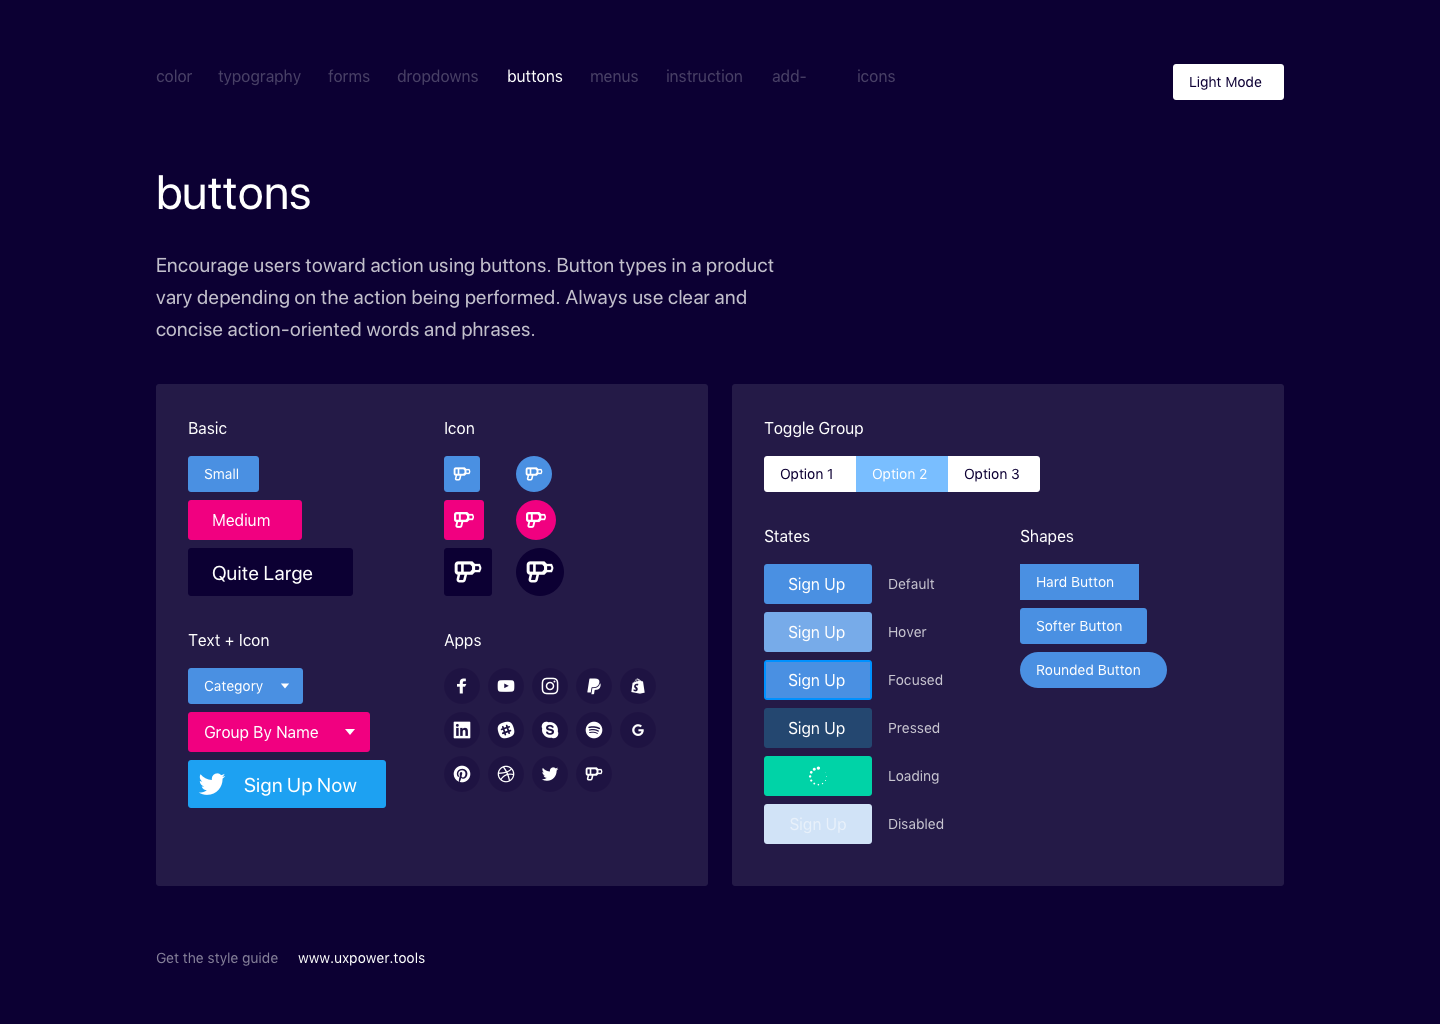 color typography forms dropdowns buttons menus instruction add- icons
Light Mode
buttons
Encourage users toward action using buttons. Button types in a product
vary depending on the action being performed. Always use clear and
concise action-oriented words and phrases.
Basic
Small
Medium
Quite Large
Icon
Text + Icon
Category
Group By Name
Sign Up Now
Apps
Toggle Group
Option 1 Option 2 Option 3
States
Sign Up Default
Sign Up Hover
Sign Up Focused
Sign Up Pressed
Loading
Sign Up Disabled
Shapes
Hard Button
Softer Button
Rounded Button
Get the style guide www.uxpower.tools